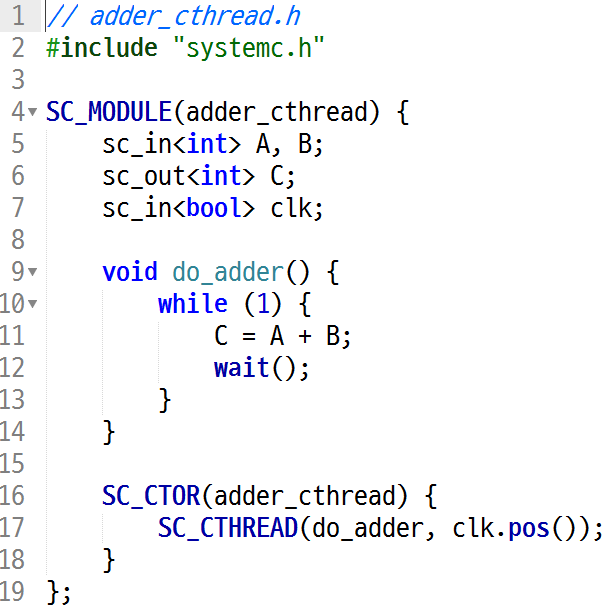 1 // adder_cthread.h
2 #include "systemc.h"
3
4 SC_MODULE(adder_cthread) {
5     sc_in<int> A, B;
6     sc_out<int> C;
7     sc_in<bool> clk;
8
9     void do_adder() {
10         while (1) {
11             C = A + B;
12             wait();
13         }
14     }
15
16     SC_CTOR(adder_cthread) {
17         SC_CTHREAD(do_adder, clk.pos());
18     }
19 };